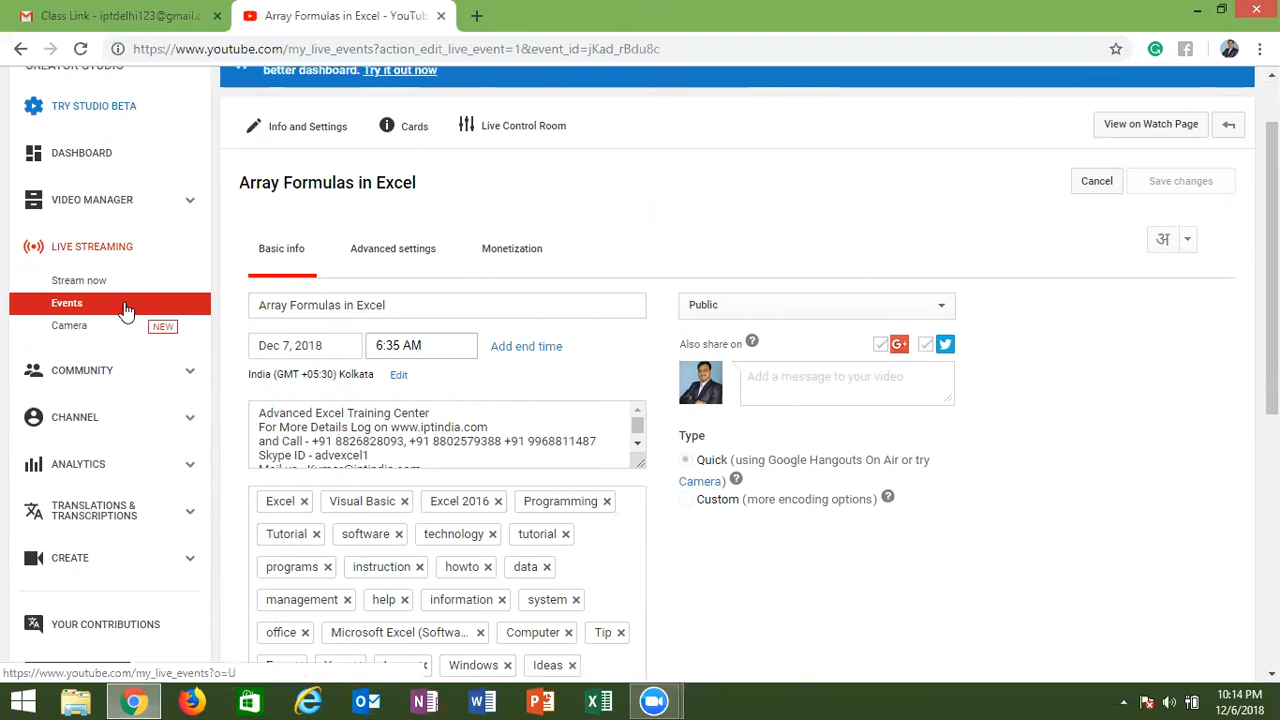 Class Link - iptdelhi123@gmail.c
Array Formulas in Excel - YouTu
https://www.youtube.com/my_live_events?action_edit_live_event=1&event_id=jKad_rBdu8c
better dashboard. Try it out now
TRY STUDIO BETA
DASHBOARD
VIDEO MANAGER
LIVE STREAMING
Stream now
Events
Camera NEW
COMMUNITY
CHANNEL
ANALYTICS
TRANSLATIONS &
TRANSCRIPTIONS
CREATE
YOUR CONTRIBUTIONS
Info and Settings Cards Live Control Room View on Watch Page
Array Formulas in Excel Cancel Save changes
Basic info Advanced settings Monetization अ
Array Formulas in Excel
Dec 7, 2018 6:35 AM Add end time
India (GMT +05:30) Kolkata Edit
Advanced Excel Training Center
For More Details Log on www.iptindia.com
and Call - +91 8826828093, +91 8802579388 +91 9968811487
Skype ID - advexcel1
Excel Visual Basic Excel 2016 Programming
Tutorial software technology tutorial
programs instruction howto data
management help information system
office Microsoft Excel (Softwa... Computer Tip
Windows Ideas
Public
Also share on
Add a message to your video
Type
Quick (using Google Hangouts On Air or try
Camera)
Custom (more encoding options)
https://www.youtube.com/my_live_events?o=U
10:14 PM
12/6/2018